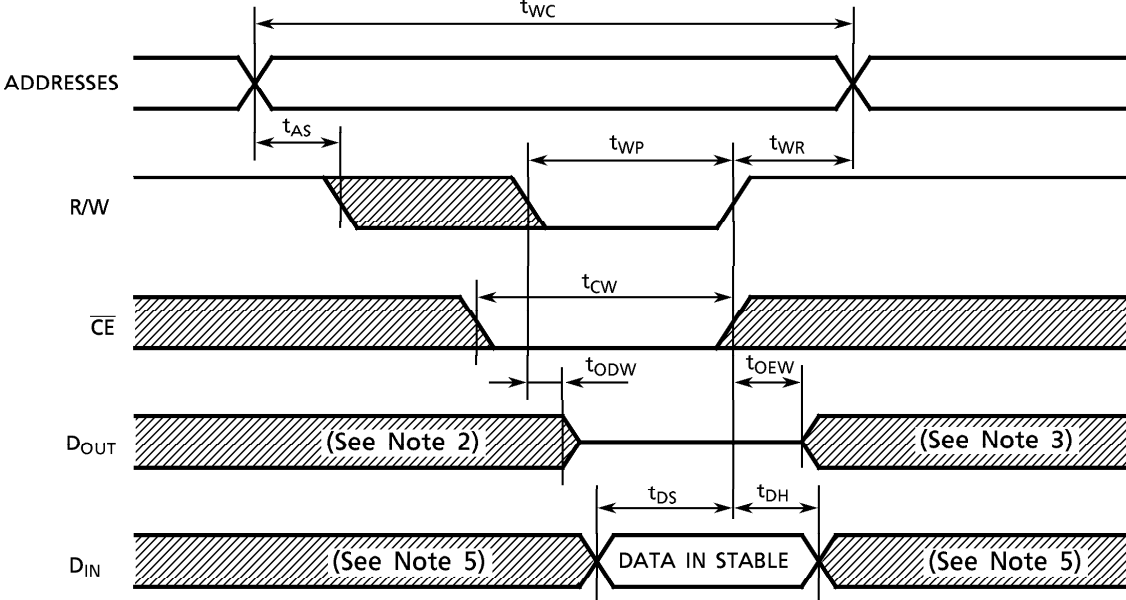 tWC
ADDRESSES
tAS
tWP
tWR
R/W
tCW
CE
tODW
tOEW
DOUT
(See Note 2)
(See Note 3)
tDS
tDH
DIN
(See Note 5)
DATA IN STABLE
(See Note 5)